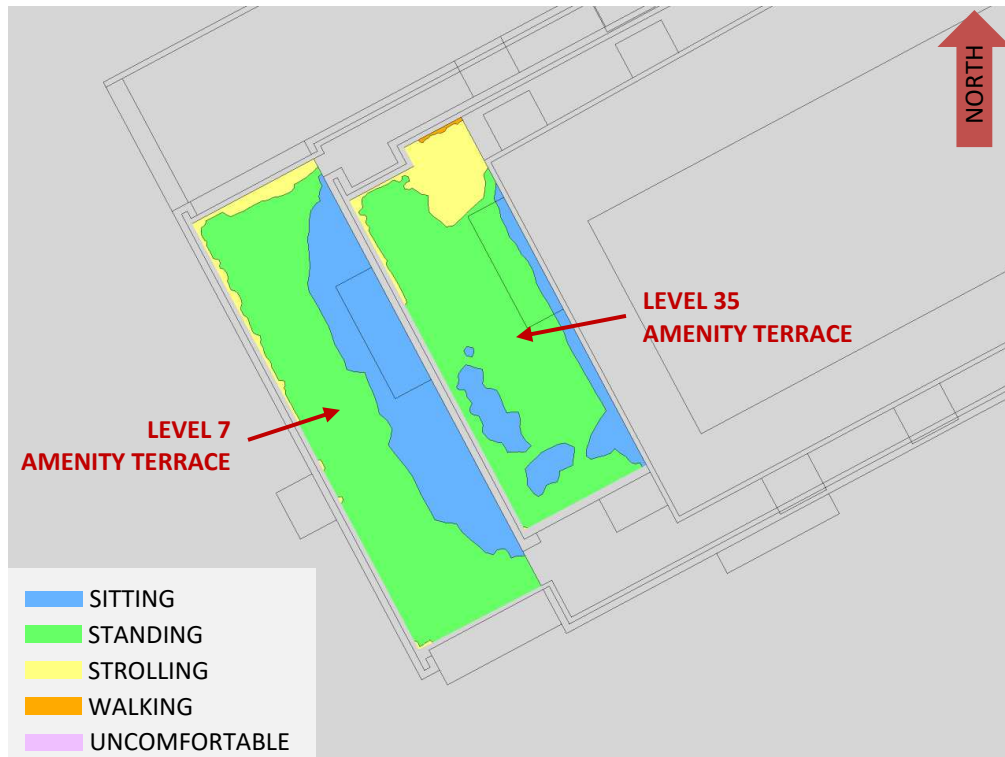 NORTH
LEVEL 35
AMENITY TERRACE
LEVEL 7
AMENITY TERRACE
SITTING
STANDING
STROLLING
WALKING
UNCOMFORTABLE